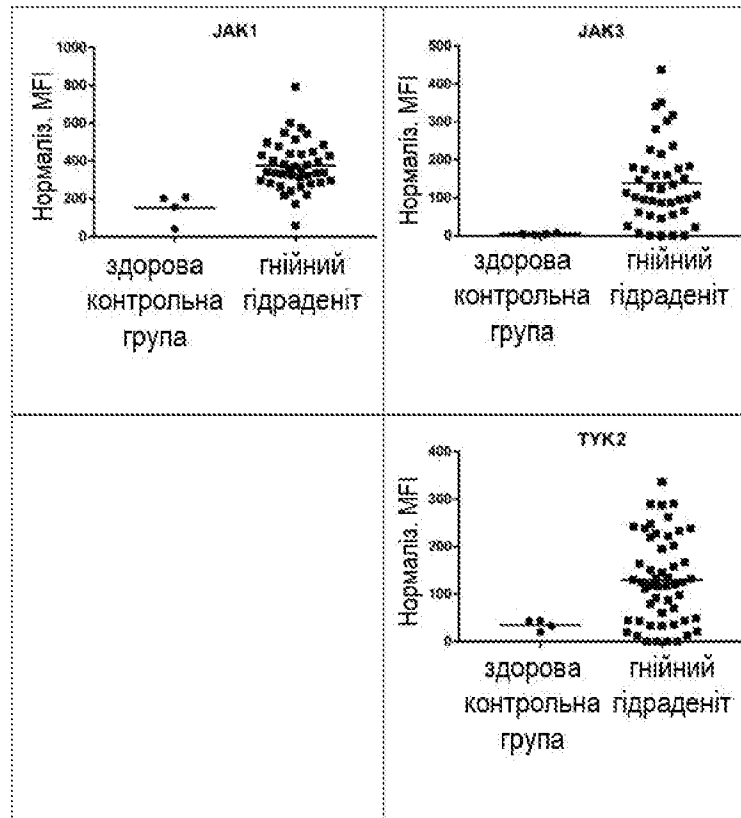 JAK1
Нормаліз. MFI
1000
800
600
400
200
0
здорова
контрольна
група
гнійний
гідраденіт
JAK3
Нормаліз. MFI
500
400
300
200
100
0
здорова
контрольна
група
гнійний
гідраденіт
TYK2
Нормаліз. MFI
400
300
200
100
0
здорова
контрольна
група
гнійний
гідраденіт